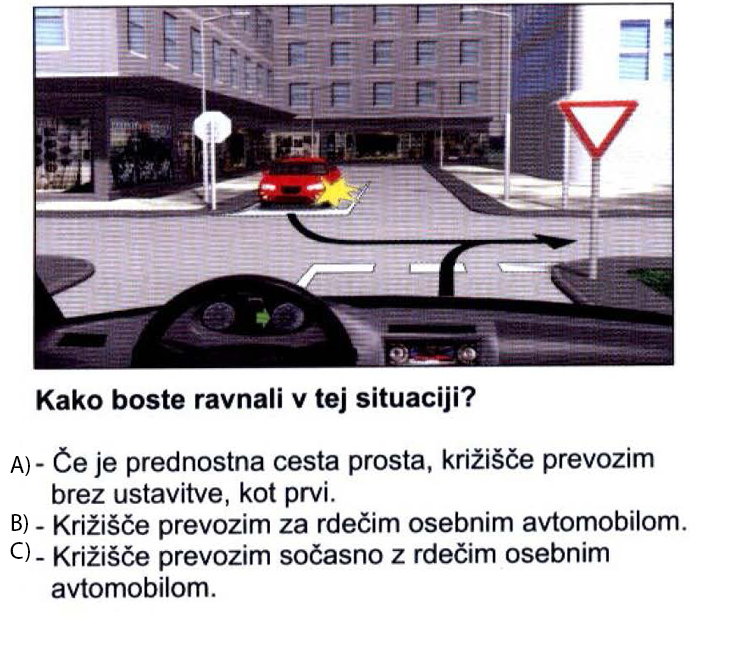 Kako boste ravnali v tej situaciji?
A) - Če je prednostna cesta prosta, križišče prevozim
brez ustavitve, kot prvi.
B) - Križišče prevozim za rdečim osebnim avtomobilom.
C) - Križišče prevozim sočasno z rdečim osebnim
avtomobilom.